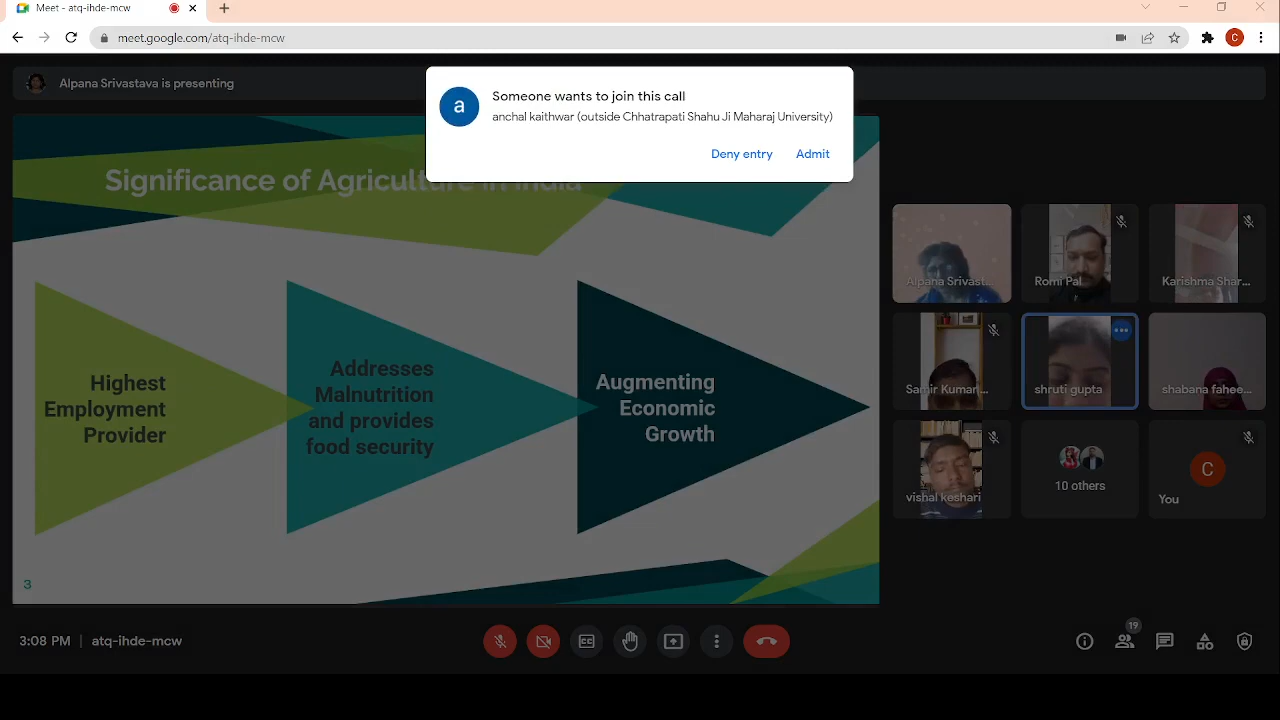 Meet - atq-ihde-mcw
meet.google.com/atq-ihde-mcw
C
Alpana Srivastava is presenting
a
Someone wants to join this call
anchal kaithwar (outside Chhatrapati Shahu Ji Maharaj University)
Deny entry
Admit
Significance of Agriculture in India
Highest
Employment
Provider
Addresses
Malnutrition
and provides
food security
Augmenting
Economic
Growth
3
Alpana Srivast...
Romi Pal
Karishma Shar...
Samir Kumar...
shruti gupta
shabana fahee...
vishal keshari
10 others
C
You
3:08 PM | atq-ihde-mcw
CC
19